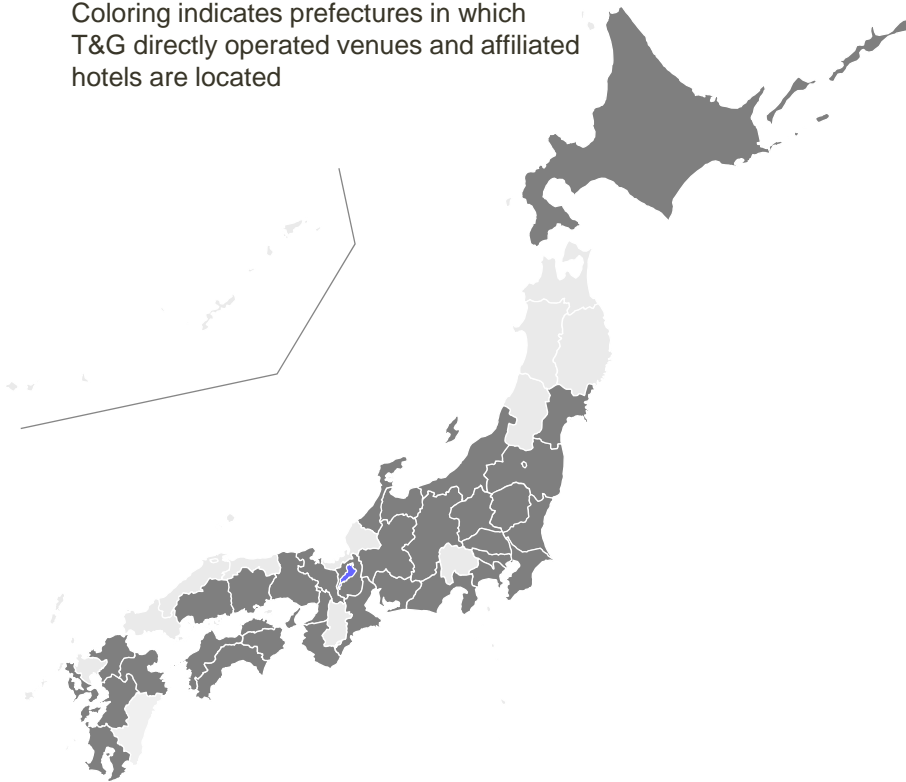 Coloring indicates prefectures in which
T&G directly operated venues and affiliated
hotels are located